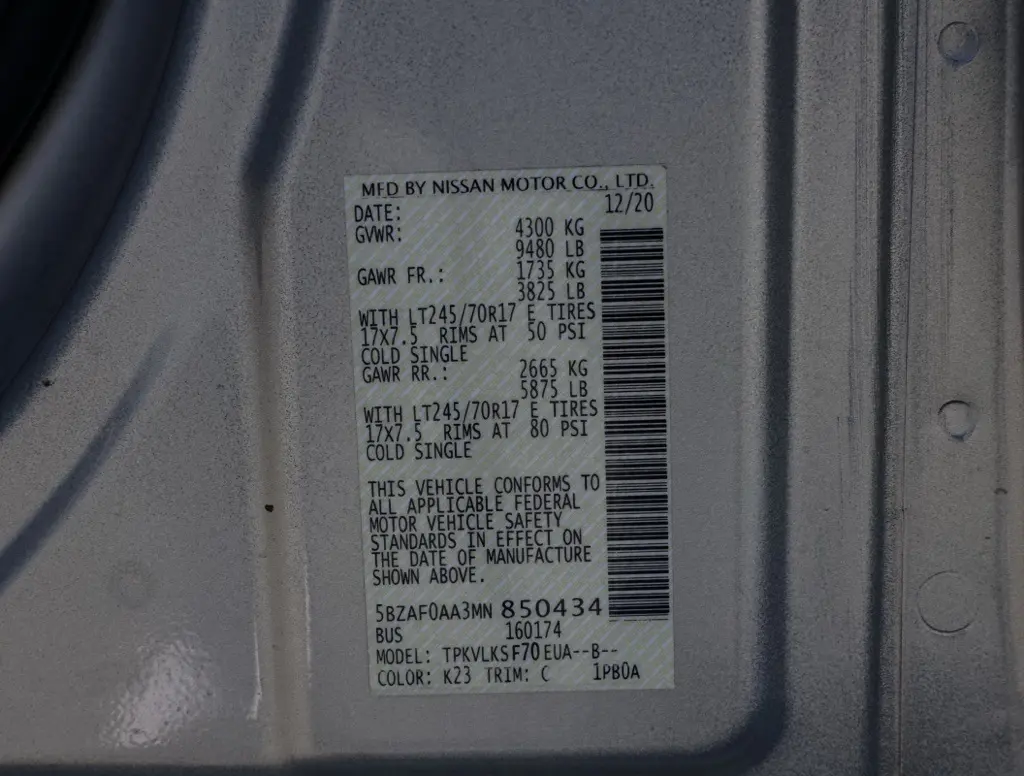 MFD BY NISSAN MOTOR CO., LTD.
DATE: 12/20
GVWR: 4300 KG
9480 LB
GAWR FR.: 1735 KG
3825 LB
WITH LT245/70R17 E TIRES
17X7.5 RIMS AT 50 PSI
COLD SINGLE
GAWR RR.: 2665 KG
5875 LB
WITH LT245/70R17 E TIRES
17X7.5 RIMS AT 80 PSI
COLD SINGLE
THIS VEHICLE CONFORMS TO
ALL APPLICABLE FEDERAL
MOTOR VEHICLE SAFETY
STANDARDS IN EFFECT ON
THE DATE OF MANUFACTURE
SHOWN ABOVE.
5BZAF0AA3MN 850434
BUS 160174
MODEL: TPKVLKSF70EUA--B--
COLOR: K23 TRIM: C 1PB0A